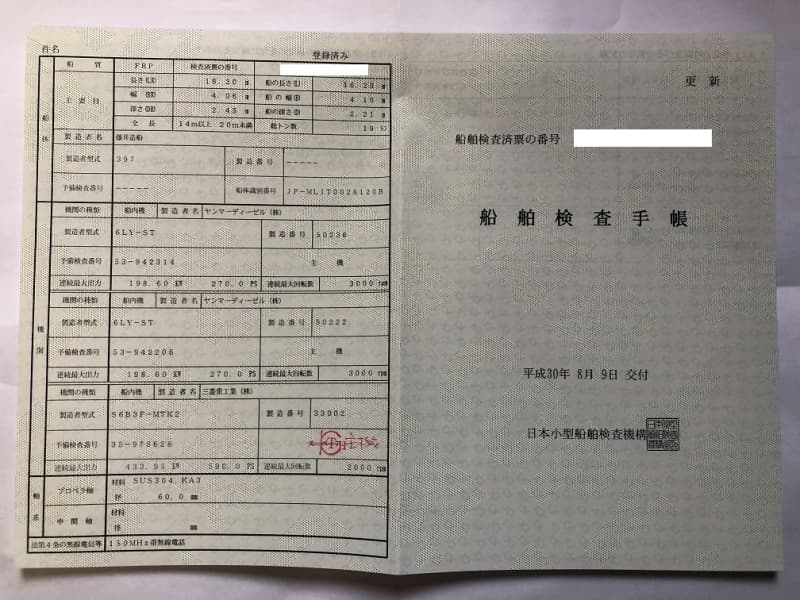 件名
登録済み
船体
船質 FRP 検査済票の番号
主要目 長さ(L1) 16.20 m 船の長さ(L) 16.20 m
幅 (B1) 4.06 m 船の幅(B) 4.10 m
深さ(D1) 2.43 m 船の深さ(D) 2.21 m
全長 14m以上 20m未満 総トン数 19 トン
製造者名 藤井造船
製造者型式 397 製造番号 -----
予備検査番号 ----- 船体識別番号 JP-MLIT002A120B
機関
機関の種類 船内機 製造者名 ヤンマーディーゼル(株)
製造者型式 6LY-ST 製造番号 50236
予備検査番号 53-942314 主機
連続最大出力 198.60 kW 270.0 PS 連続最大回転数 3000 rpm
機関の種類 船内機 製造者名 ヤンマーディーゼル(株)
製造者型式 6LY-ST 製造番号 50222
予備検査番号 53-942206 主機
連続最大出力 198.60 kW 270.0 PS 連続最大回転数 3000 rpm
機関の種類 船内機 製造者名 三菱重工業(株)
製造者型式 S6B3F-MTK2 製造番号 33902
予備検査番号 35-978628
連続最大出力 433.95 kW 590.0 PS 連続最大回転数 2000 rpm
軸系
プロペラ軸 材料 SUS304.KA3
径 60.0 mm
中間軸 材料
径 mm
法第4条の無線電話等 150MHz帯無線電話
更新
船舶検査済票の番号
船舶検査手帳
平成30年 8月 9日 交付
日本小型船舶検査機構